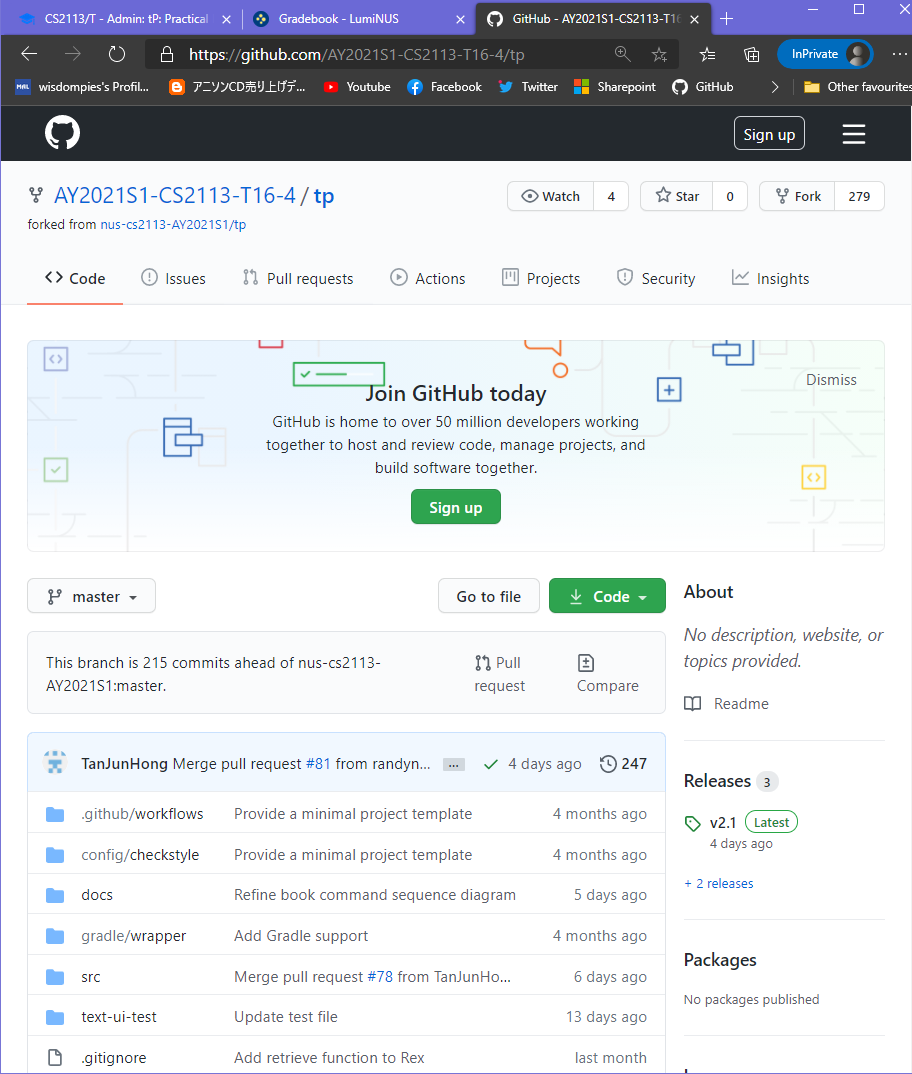 CS2113/T - Admin: tP: Practical
Gradebook - LumiNUS
GitHub - AY2021S1-CS2113-T16
https://github.com/AY2021S1-CS2113-T16-4/tp
InPrivate
MAL wisdompies's Profil...
アニソンCD売り上げデ...
Youtube
Facebook
Twitter
Sharepoint
GitHub
Other favourites
Sign up
AY2021S1-CS2113-T16-4 / tp
Watch 4
Star 0
Fork 279
forked from nus-cs2113-AY2021S1/tp
Code
Issues
Pull requests
Actions
Projects
Security
Insights
Dismiss
Join GitHub today
GitHub is home to over 50 million developers working
together to host and review code, manage projects, and
build software together.
Sign up
master
Go to file
Code
This branch is 215 commits ahead of nus-cs2113-
AY2021S1:master.
Pull
request
Compare
TanJunHong Merge pull request #81 from randyn... ... 4 days ago 247
.github/workflows Provide a minimal project template 4 months ago
config/checkstyle Provide a minimal project template 4 months ago
docs Refine book command sequence diagram 5 days ago
gradle/wrapper Add Gradle support 4 months ago
src Merge pull request #78 from TanJunHo... 6 days ago
text-ui-test Update test file 13 days ago
.gitignore Add retrieve function to Rex last month
About
No description, website, or
topics provided.
Readme
Releases 3
v2.1 Latest
4 days ago
+ 2 releases
Packages
No packages published